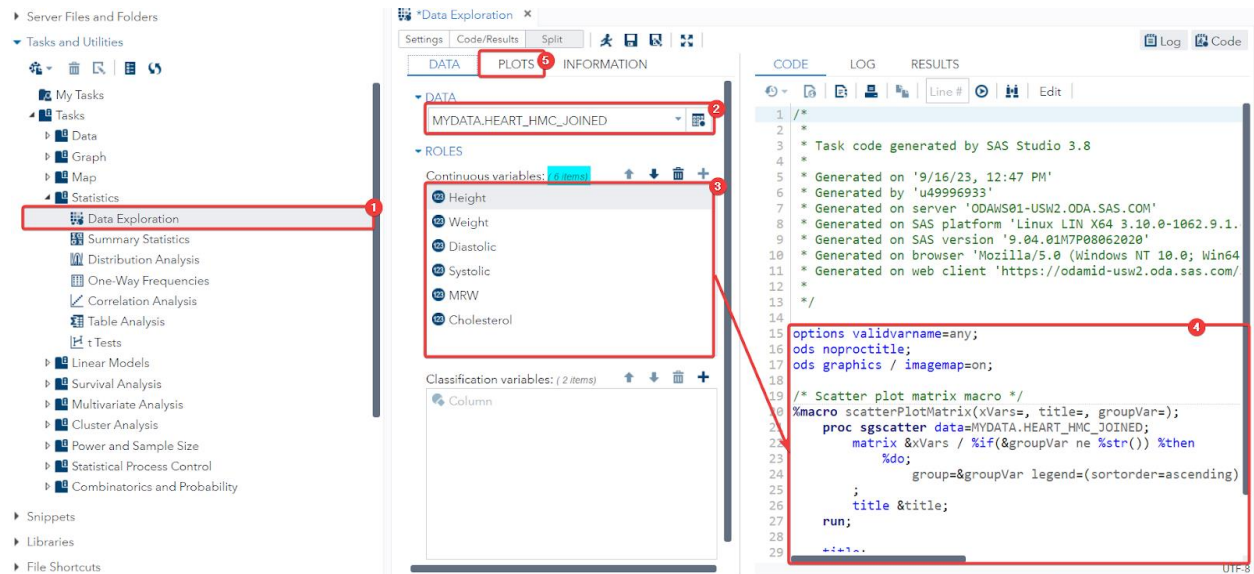 Server Files and Folders
Tasks and Utilities
My Tasks
Tasks
Data
Graph
Map
Statistics
Data Exploration
1
Summary Statistics
Distribution Analysis
One-Way Frequencies
Correlation Analysis
Table Analysis
t Tests
Linear Models
Survival Analysis
Multivariate Analysis
Cluster Analysis
Power and Sample Size
Statistical Process Control
Combinatorics and Probability
Snippets
Libraries
File Shortcuts
*Data Exploration ×
Settings Code/Results Split
DATA PLOTS 5 INFORMATION
DATA
MYDATA.HEART_HMC_JOINED
2
ROLES
Continuous variables: ( 6 items)
3
Height
Weight
Diastolic
Systolic
MRW
Cholesterol
Classification variables: ( 2 items)
Column
Log Code
CODE LOG RESULTS
Line # Edit
1 /*
2 *
3 * Task code generated by SAS Studio 3.8
4 *
5 * Generated on '9/16/23, 12:47 PM'
6 * Generated by 'u49996933'
7 * Generated on server 'ODAWS01-USW2.ODA.SAS.COM'
8 * Generated on SAS platform 'Linux LIN X64 3.10.0-1062.9.1.
9 * Generated on SAS version '9.04.01M7P08062020'
10 * Generated on browser 'Mozilla/5.0 (Windows NT 10.0; Win64
11 * Generated on web client 'https://odamid-usw2.oda.sas.com/
12 *
13 */
14
4
15 options validvarname=any;
16 ods noproctitle;
17 ods graphics / imagemap=on;
18
19 /* Scatter plot matrix macro */
20 %macro scatterPlotMatrix(xVars=, title=, groupVar=);
21 proc sgscatter data=MYDATA.HEART_HMC_JOINED;
22 matrix &xVars / %if(&groupVar ne %str()) %then
23 %do;
24 group=&groupVar legend=(sortorder=ascending)
25 ;
26 title &title;
27 run;
28
29 title;
UTF-8